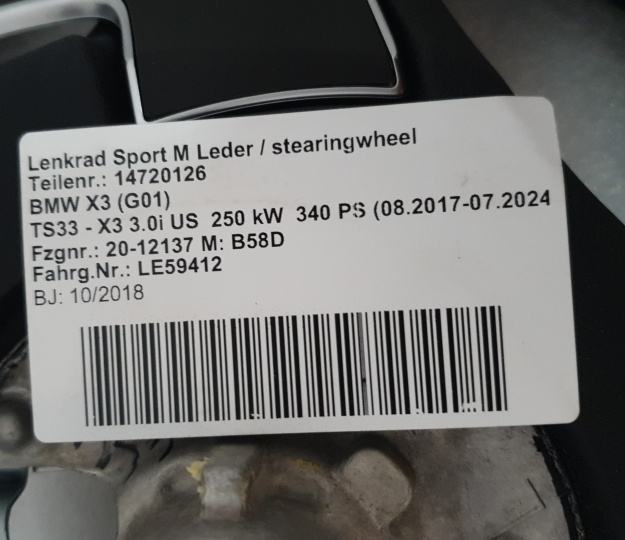 Lenkrad Sport M Leder / stearingwheel
Teilenr.: 14720126
BMW X3 (G01)
TS33 - X3 3.0i US 250 kW 340 PS (08.2017-07.2024
Fzgnr.: 20-12137 M: B58D
Fahrg.Nr.: LE59412
BJ: 10/2018